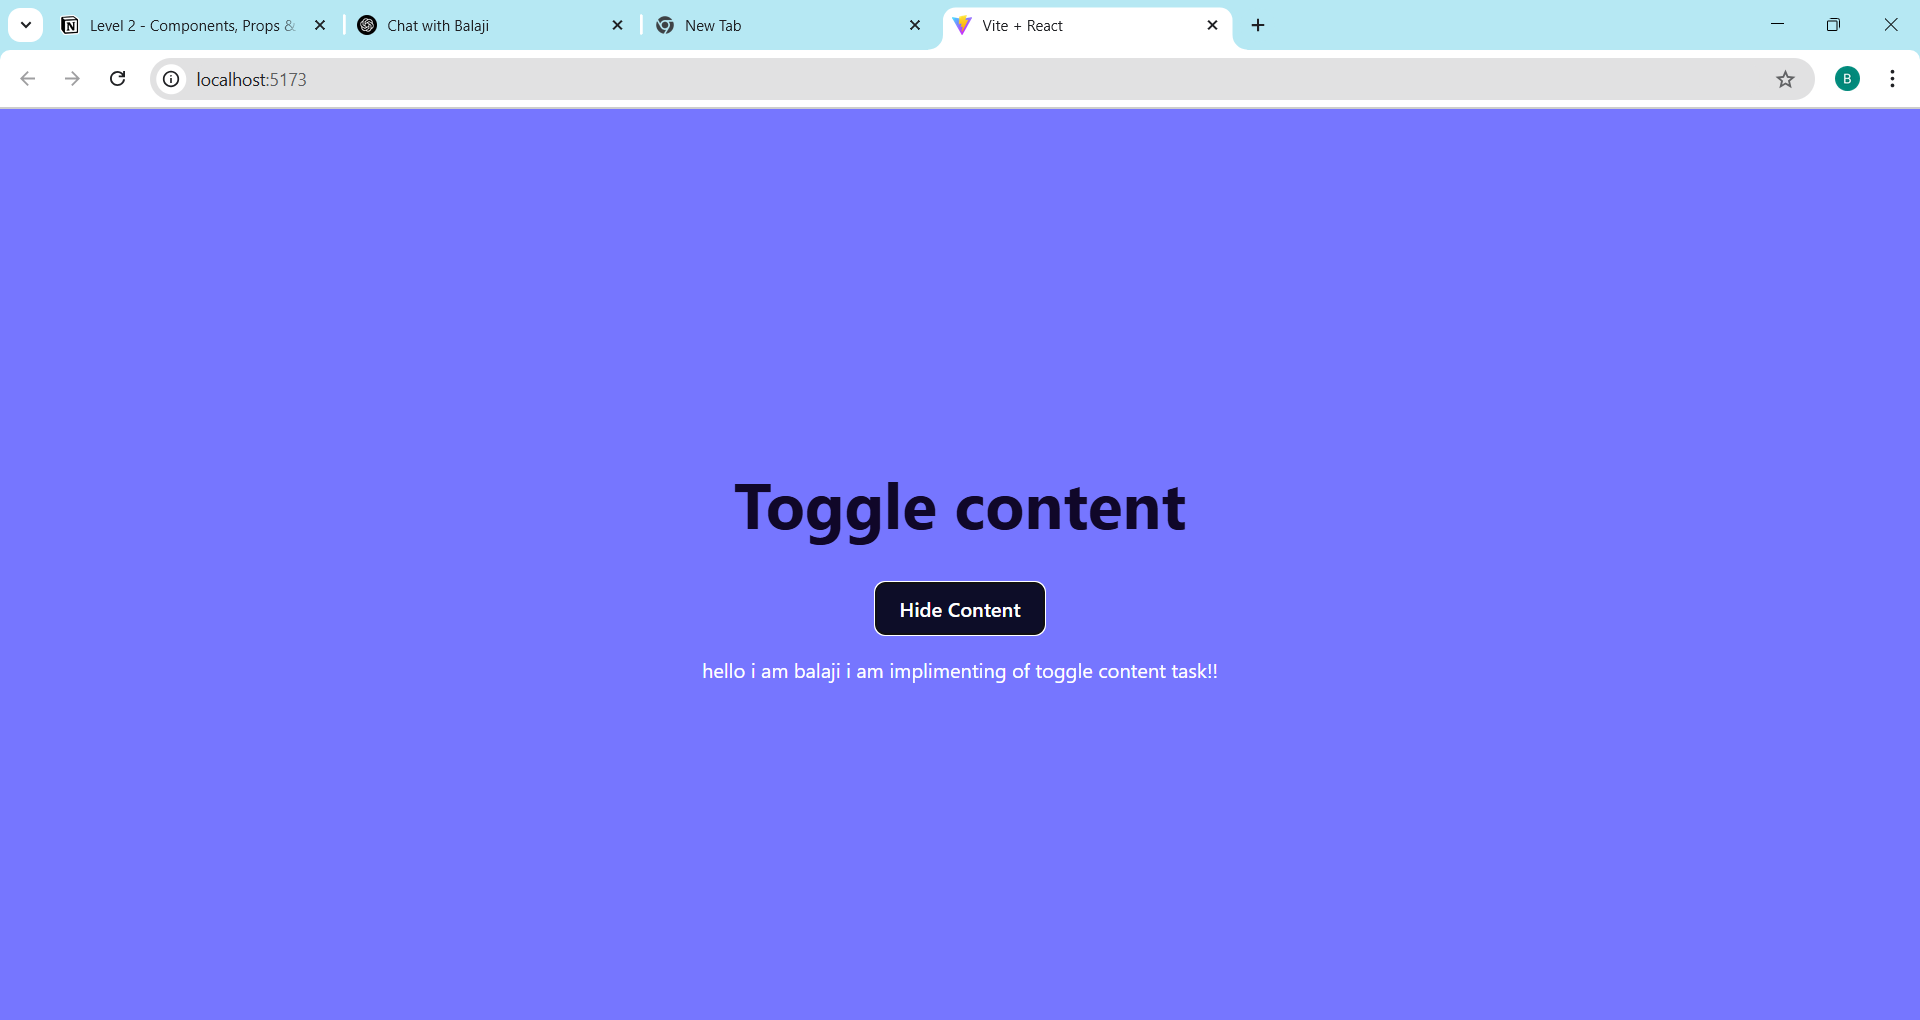 Level 2 - Components, Props &
Chat with Balaji
New Tab
Vite + React
localhost:5173
B
Toggle content
Hide Content
hello i am balaji i am implimenting of toggle content task!!